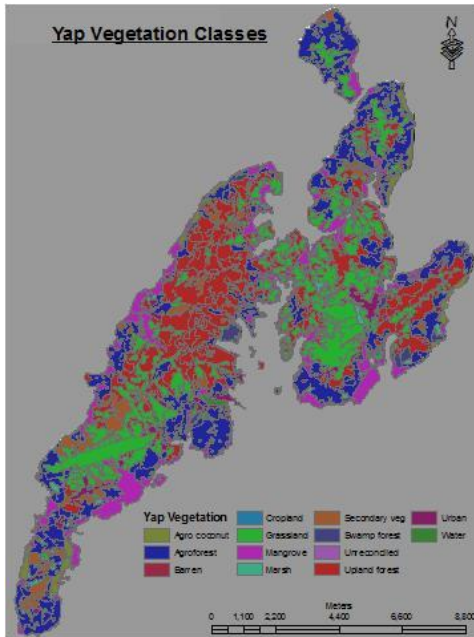 Yap Vegetation Classes
N
Yap Vegetation
Agro coconut
Agroforest
Barren
Cropland
Grassland
Mangrove
Marsh
Secondary veg
Swamp forest
Unreconciled
Upland forest
Urban
Water
Meters
0 1,100 2,200 4,400 6,600 8,800